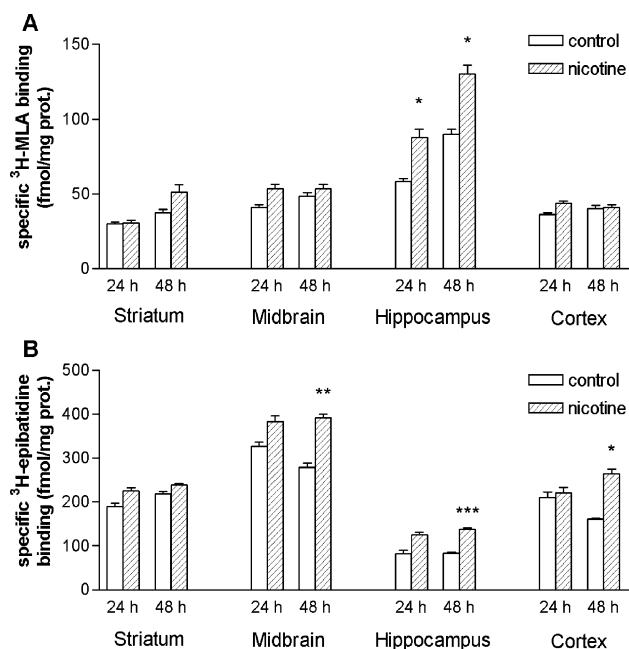 A
specific ³H-MLA binding
(fmol/mg prot.)
150
100
50
0
control
nicotine
*
*
24 h 48 h 24 h 48 h 24 h 48 h 24 h 48 h
Striatum Midbrain Hippocampus Cortex
B
specific ³H-epibatidine
binding (fmol/mg prot.)
500
400
300
200
100
0
control
nicotine
**
***
*
24 h 48 h 24 h 48 h 24 h 48 h 24 h 48 h
Striatum Midbrain Hippocampus Cortex